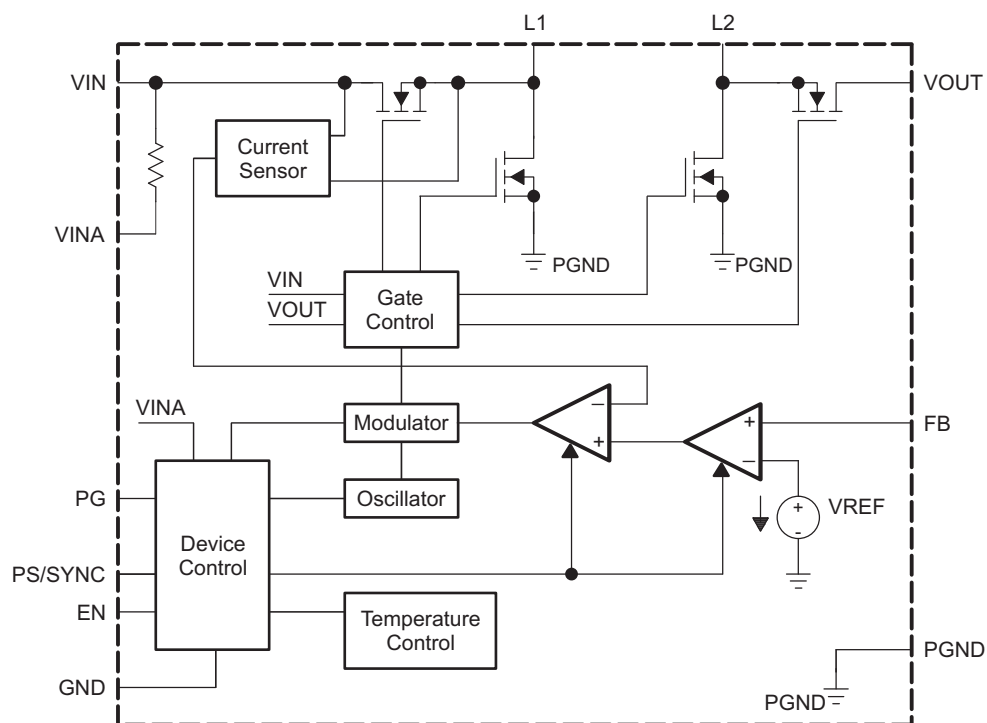 L1
L2
VIN
VOUT
Current
Sensor
VINA
PGND
PGND
VIN
VOUT
Gate
Control
VINA
Modulator
−
+
+
−
FB
PG
Oscillator
+
-
VREF
Device
Control
PS/SYNC
EN
Temperature
Control
PGND
GND
PGND